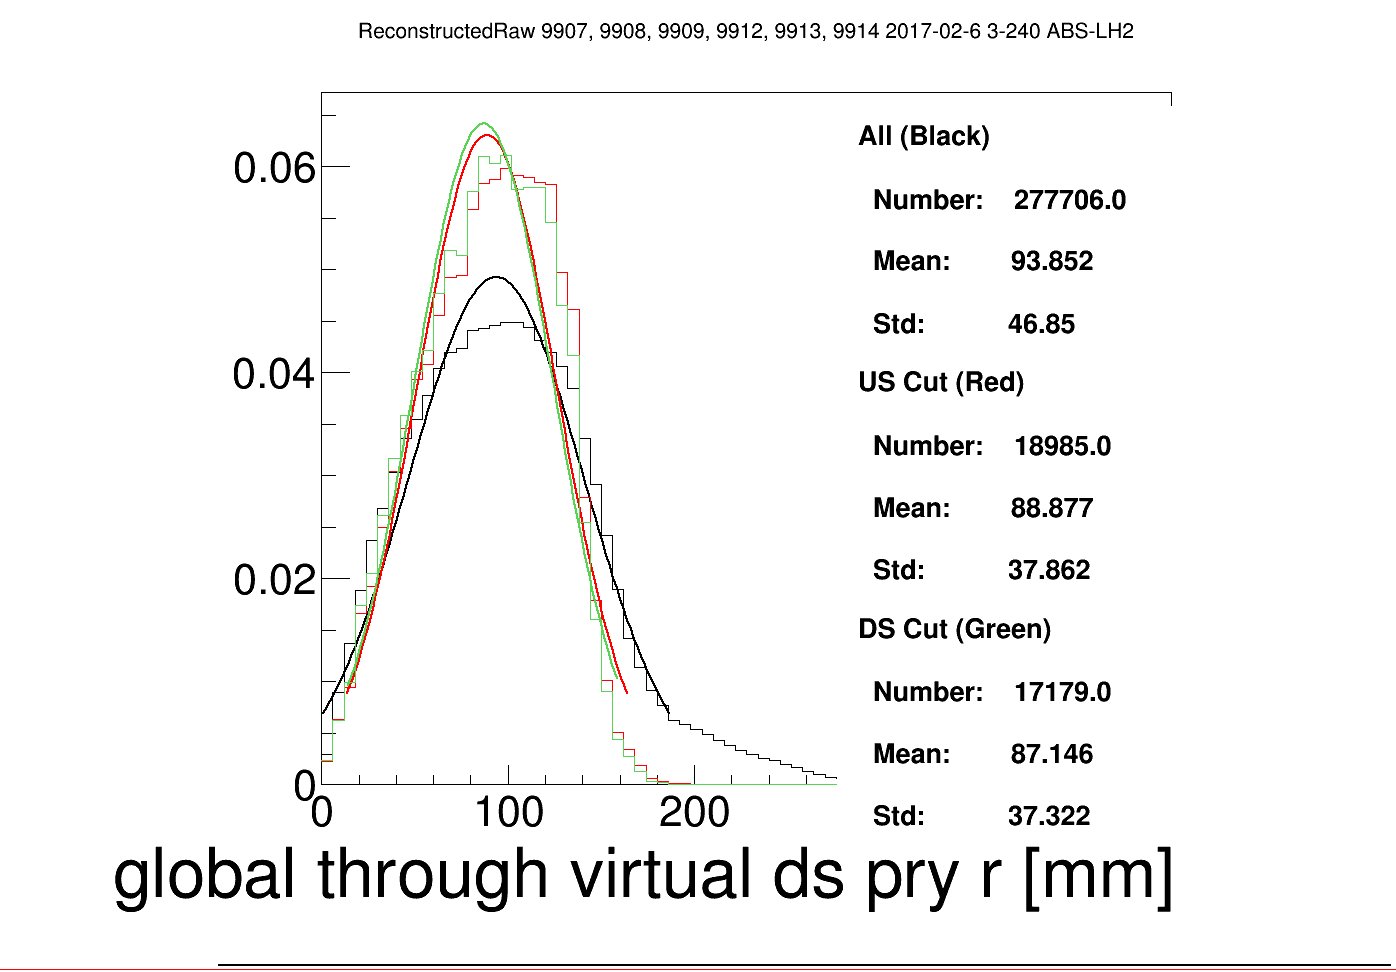 ReconstructedRaw 9907, 9908, 9909, 9912, 9913, 9914 2017-02-6 3-240 ABS-LH2
All (Black)
Number: 277706.0
Mean: 93.852
Std: 46.85
US Cut (Red)
Number: 18985.0
Mean: 88.877
Std: 37.862
DS Cut (Green)
Number: 17179.0
Mean: 87.146
Std: 37.322
0.06
0.04
0.02
0
0 100 200
global through virtual ds pry r [mm]